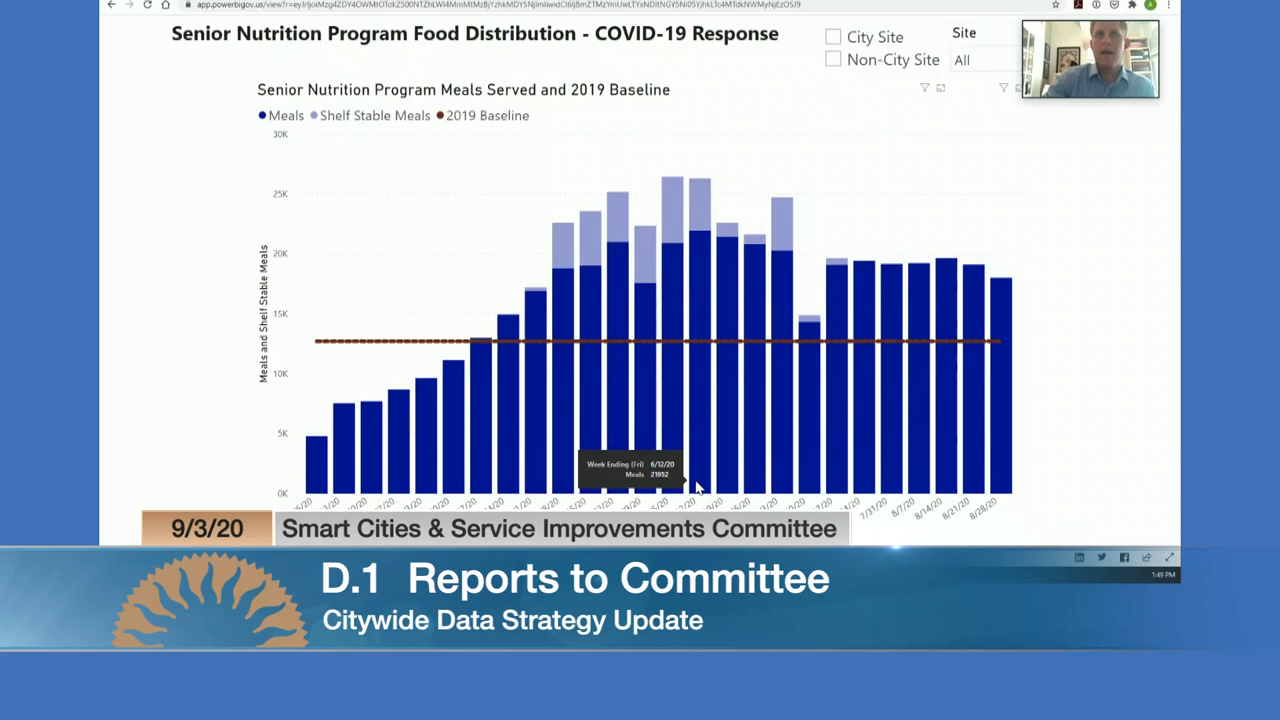 Senior Nutrition Program Food Distribution - COVID-19 Response
City Site
Non-City Site
Site
All
Senior Nutrition Program Meals Served and 2019 Baseline
Meals
Shelf Stable Meals
2019 Baseline
Meals and Shelf Stable Meals
30K
25K
20K
15K
10K
5K
0K
Week Ending (Fri) 6/12/20
Meals 21952
7/31/20
8/7/20
8/14/20
8/21/20
8/28/20
9/3/20
Smart Cities & Service Improvements Committee
D.1 Reports to Committee
Citywide Data Strategy Update
1:49 PM